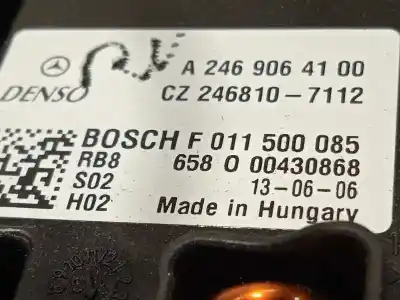 A 246 906 41 00
DENSO CZ 246810-7112
BOSCH F 011 500 085
RB8 658 O 00430868
S02 13-06-06
H02 Made in Hungary